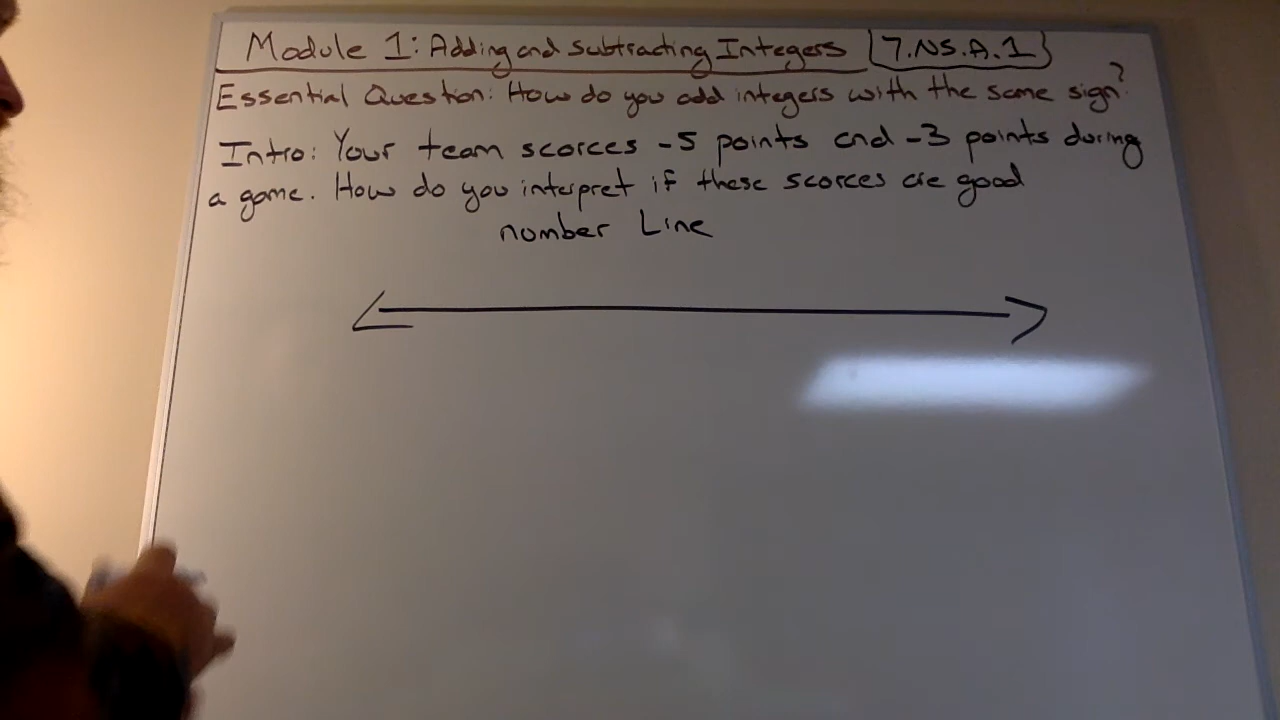 Module 1: Adding and Subtracting Integers [7.NS.A.1]
Essential Question: How do you add integers with the same sign?
Intro: Your team scorces -5 points and -3 points during
a game. How do you interpret if these scorces are good
number Line